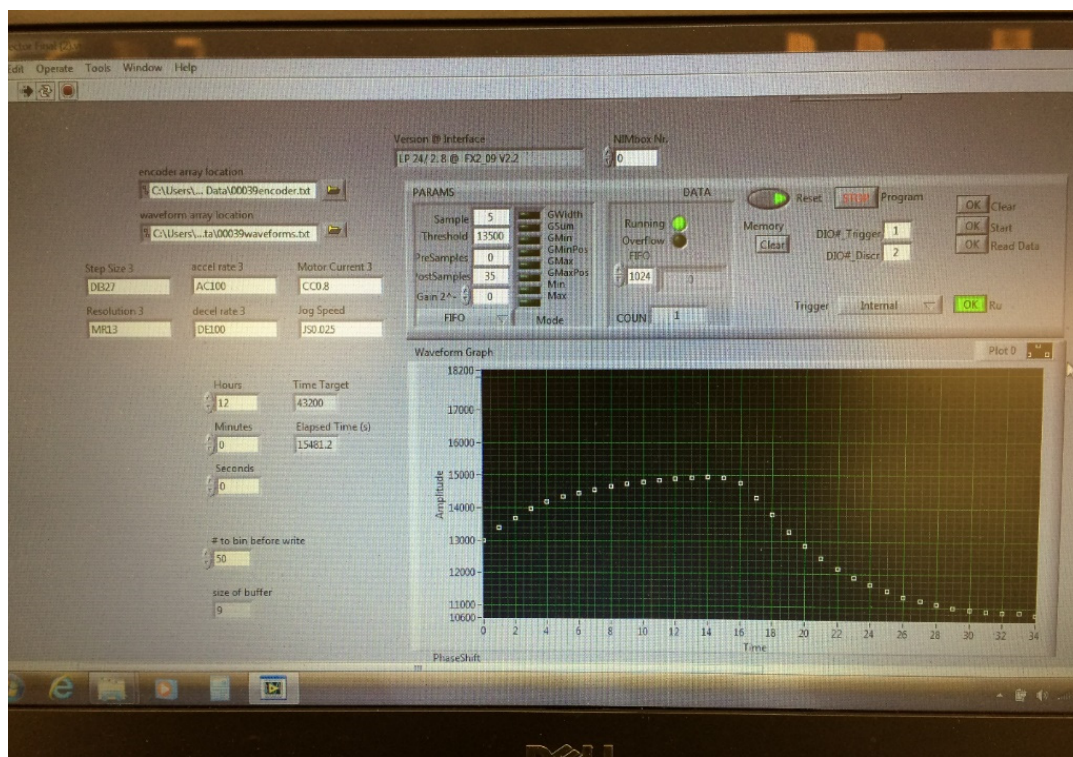 ector Final (2).v
Edit Operate Tools Window Help
Version @ Interface
LP 24/ 2. 8 @ FX2_09 V2.2
NIMbox Nr.
0
encoder array location
C:\Users\... Data\00039encoder.txt
waveform array location
C:\Users\...ta\00039waveforms.txt
Step Size 3
DI327
accel rate 3
AC100
Motor Current 3
CC0.8
Resolution 3
MR13
decel rate 3
DE100
Jog Speed
JS0.025
PARAMS
Sample 5
Threshold 13500
PreSamples 0
PostSamples 35
Gain 2^- 0
FIFO
Mode
GWidth
GSum
GMin
GMinPos
GMax
GMaxPos
Min
Max
DATA
Running
Overflow
FIFO
1024
0
COUN 1
Reset
Program
Memory
Clear
DIO#_Trigger 1
DIO#_Discr 2
OK Clear
OK Start
OK Read Data
Trigger Internal
OK Ru
Hours
12
Time Target
43200
Minutes
0
Elapsed Time (s)
15481.2
Seconds
0
# to bin before write
50
size of buffer
9
Waveform Graph
Plot 0
18200
17000
16000
15000
14000
13000
12000
11000
10600
Amplitude
0 2 4 6 8 10 12 14 16 18 20 22 24 26 28 30 32 34
Time
PhaseShift
DELL